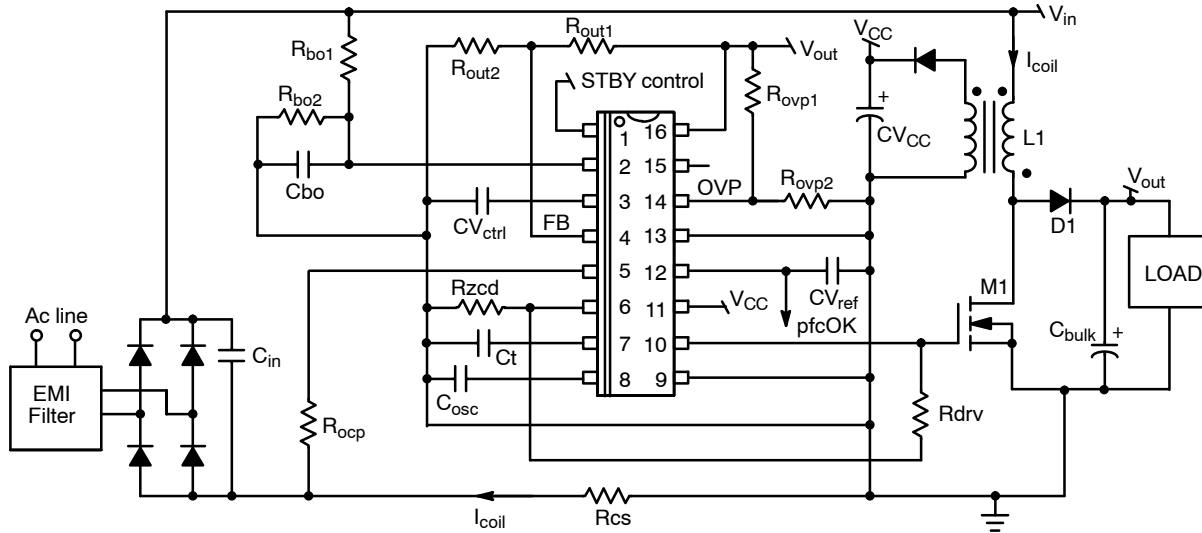 V_in
R_out1
V_CC
R_bo1
R_out2
V_out
I_coil
STBY control
R_ovp1
R_bo2
+
CV_CC
L1
1
16
2
15
Cbo
OVP
R_ovp2
V_out
3
14
CV_ctrl
FB
4
13
D1
5
12
LOAD
Rzcd
CV_ref
M1
6
11
V_CC
pfcOK
Ac line
C_in
Ct
7
10
C_bulk
+
EMI
Filter
C_osc
8
9
R_ocp
Rdrv
I_coil
Rcs